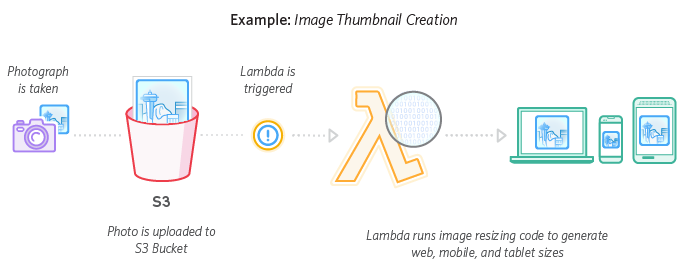 Example: Image Thumbnail Creation
Photograph
is taken
Lambda is
triggered
S3
Photo is uploaded to
S3 Bucket
Lambda runs image resizing code to generate
web, mobile, and tablet sizes